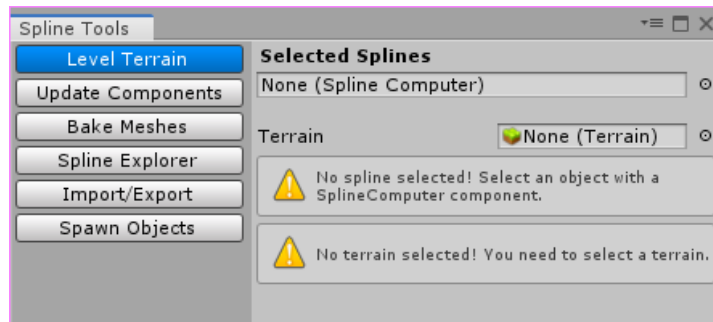 Spline Tools
Level Terrain
Update Components
Bake Meshes
Spline Explorer
Import/Export
Spawn Objects
Selected Splines
None (Spline Computer)
Terrain None (Terrain)
No spline selected! Select an object with a
SplineComputer component.
No terrain selected! You need to select a terrain.